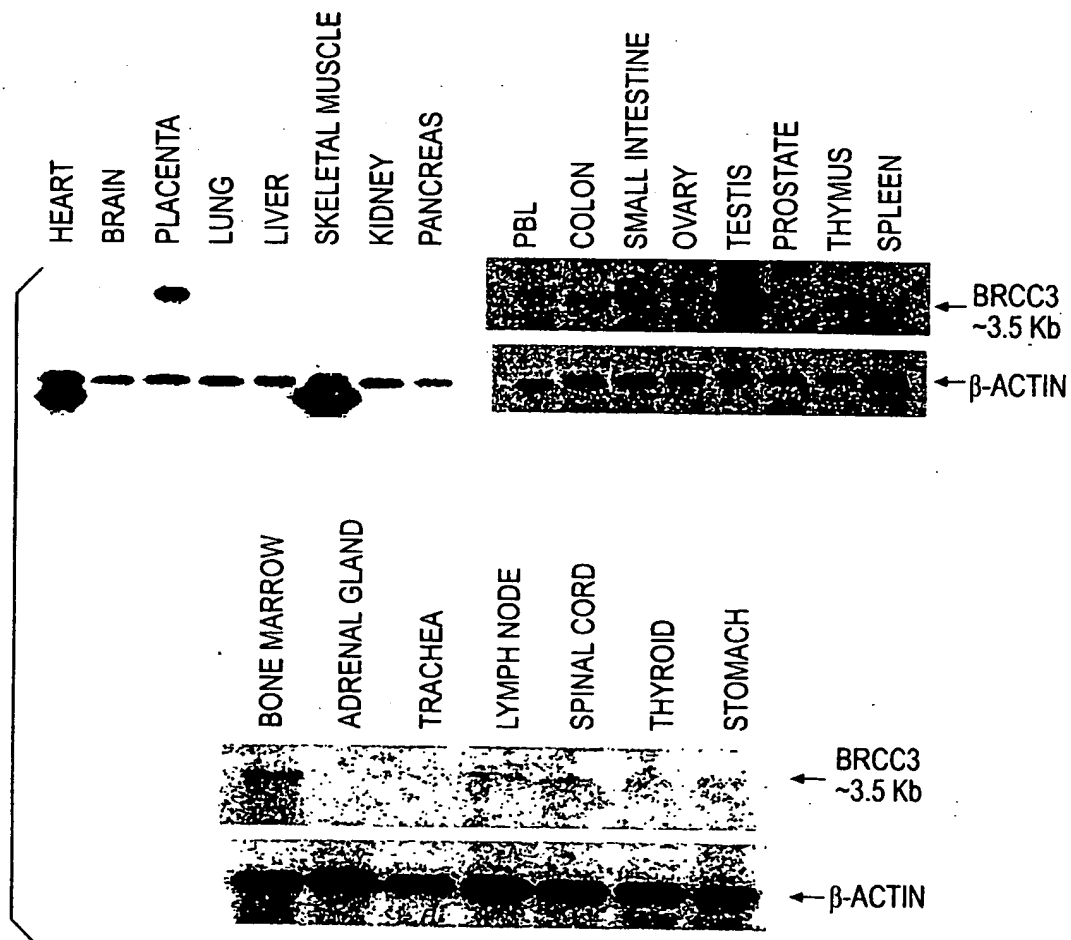 HEART
BRAIN
PLACENTA
LUNG
LIVER
SKELETAL MUSCLE
KIDNEY
PANCREAS
PBL
COLON
SMALL INTESTINE
OVARY
TESTIS
PROSTATE
THYMUS
SPLEEN
BRCC3
~3.5 Kb
β-ACTIN
BONE MARROW
ADRENAL GLAND
TRACHEA
LYMPH NODE
SPINAL CORD
THYROID
STOMACH
BRCC3
~3.5 Kb
β-ACTIN